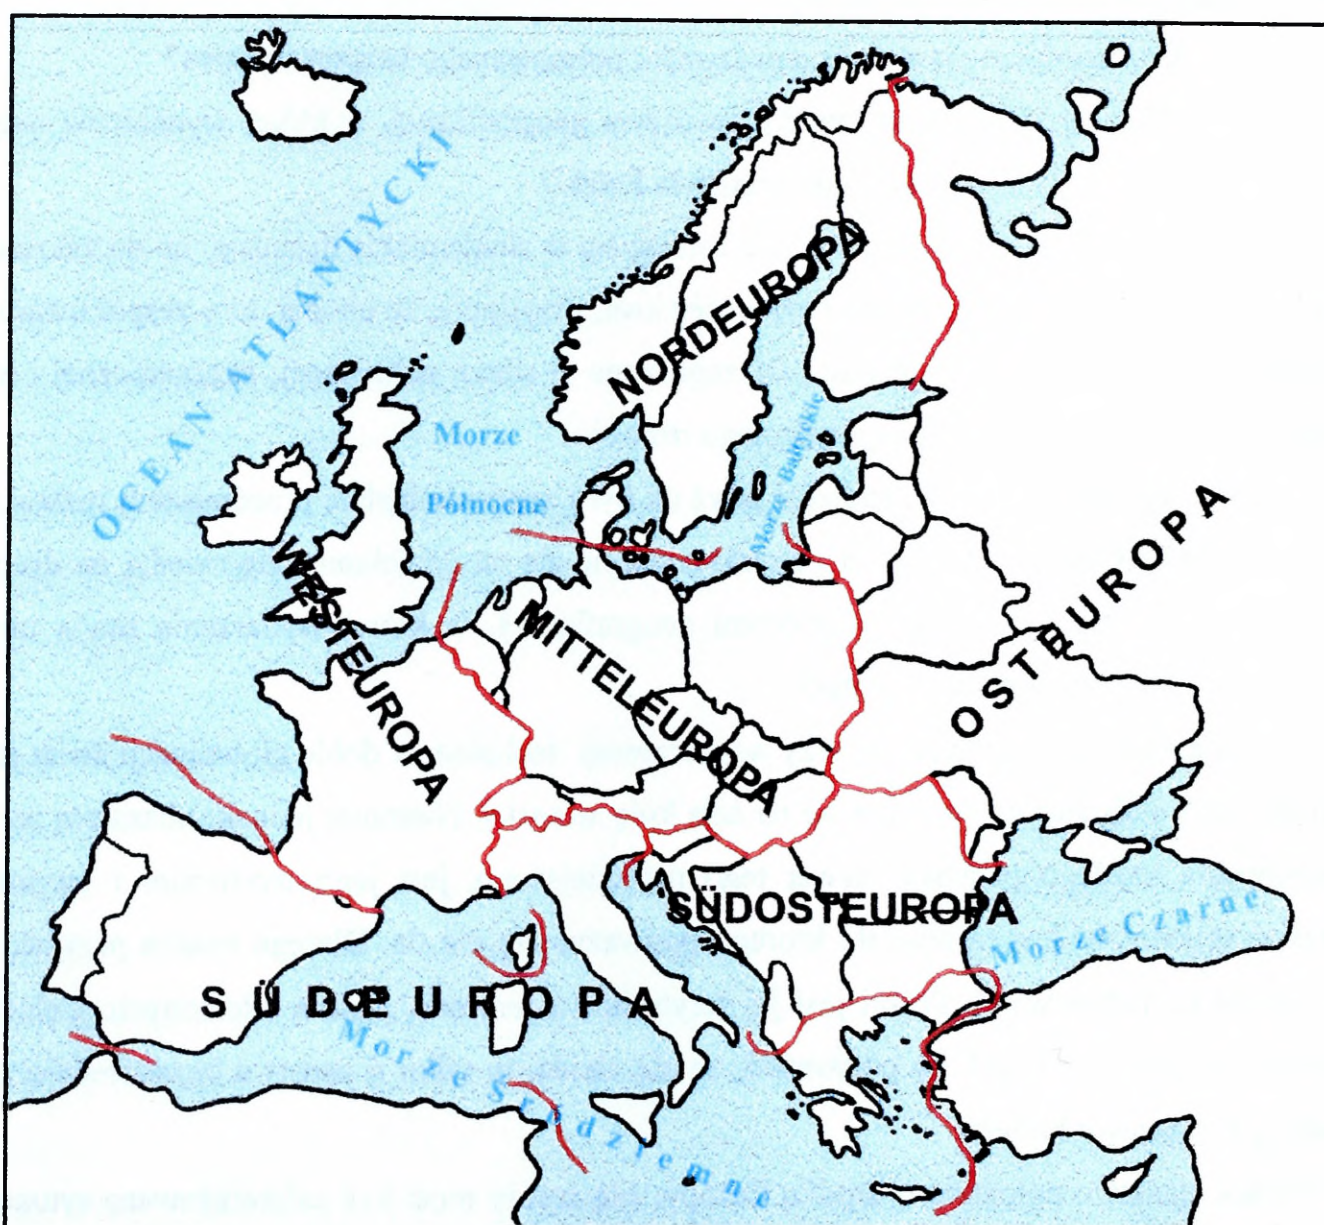 OCEAN ATLANTYCKI
NORDEUROPA
Morze
Północne
Morze Bałtyckie
WESTEUROPA
MITTELEUROPA
OSTEUROPA
SÜDOSTEUROPA
Morze Czarne
SÜDEUROPA
Morze Śródziemne